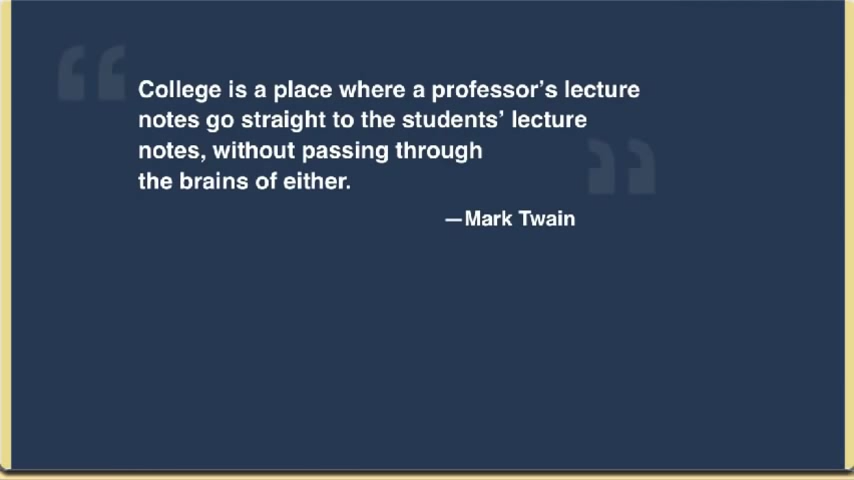 College is a place where a professor’s lecture
notes go straight to the students’ lecture
notes, without passing through
the brains of either.
—Mark Twain